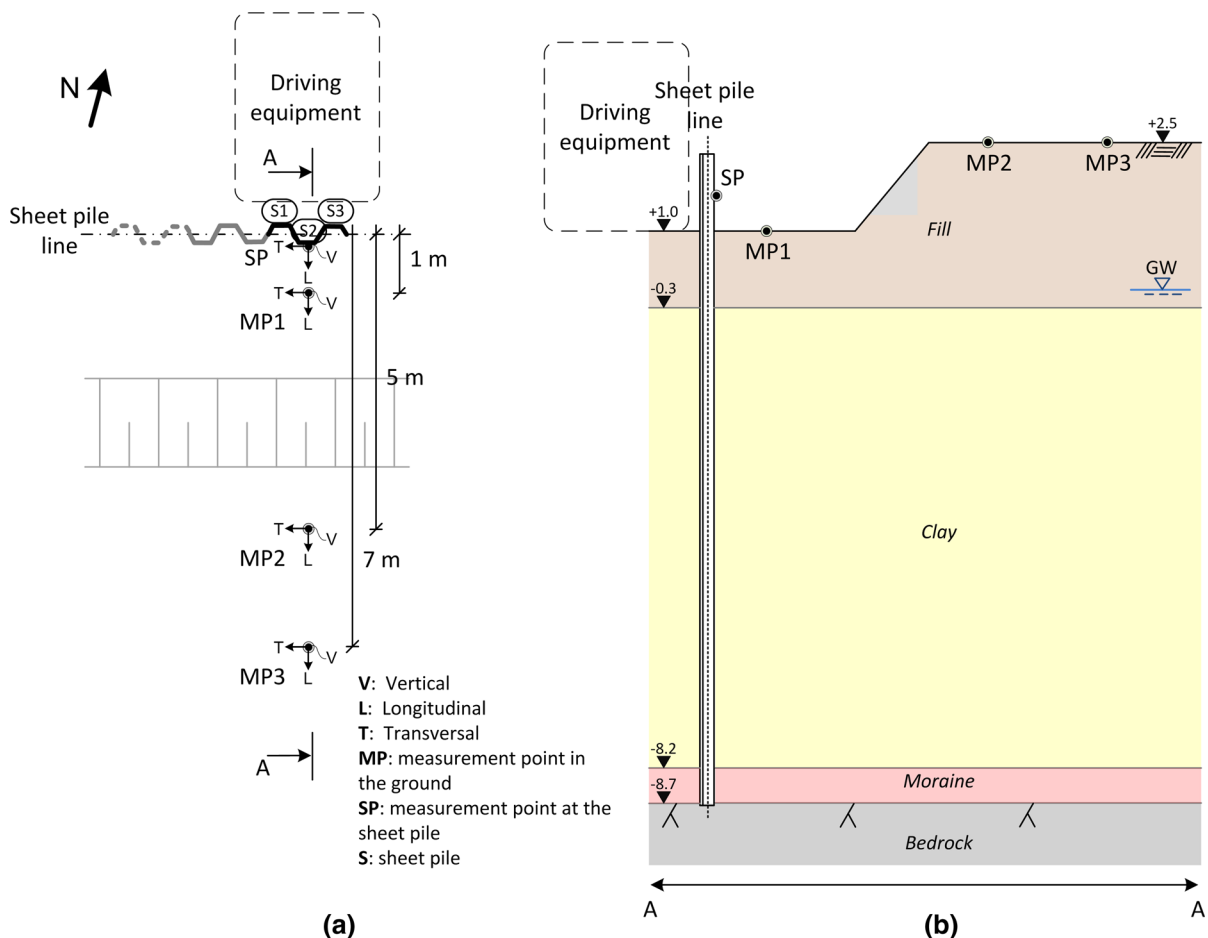 N
Driving
equipment
A
S1
S3
S2
Sheet pile
line
SP
T
V
L
1 m
T
V
MP1
L
5 m
T
V
MP2
L
7 m
T
V
MP3
L
A
V: Vertical
L: Longitudinal
T: Transversal
MP: measurement point in
the ground
SP: measurement point at the
sheet pile
S: sheet pile
(a)
Driving
equipment
Sheet pile
line
SP
+1.0
MP1
MP2
MP3
+2.5
Fill
GW
-0.3
Clay
-8.2
Moraine
-8.7
Bedrock
A
A
(b)